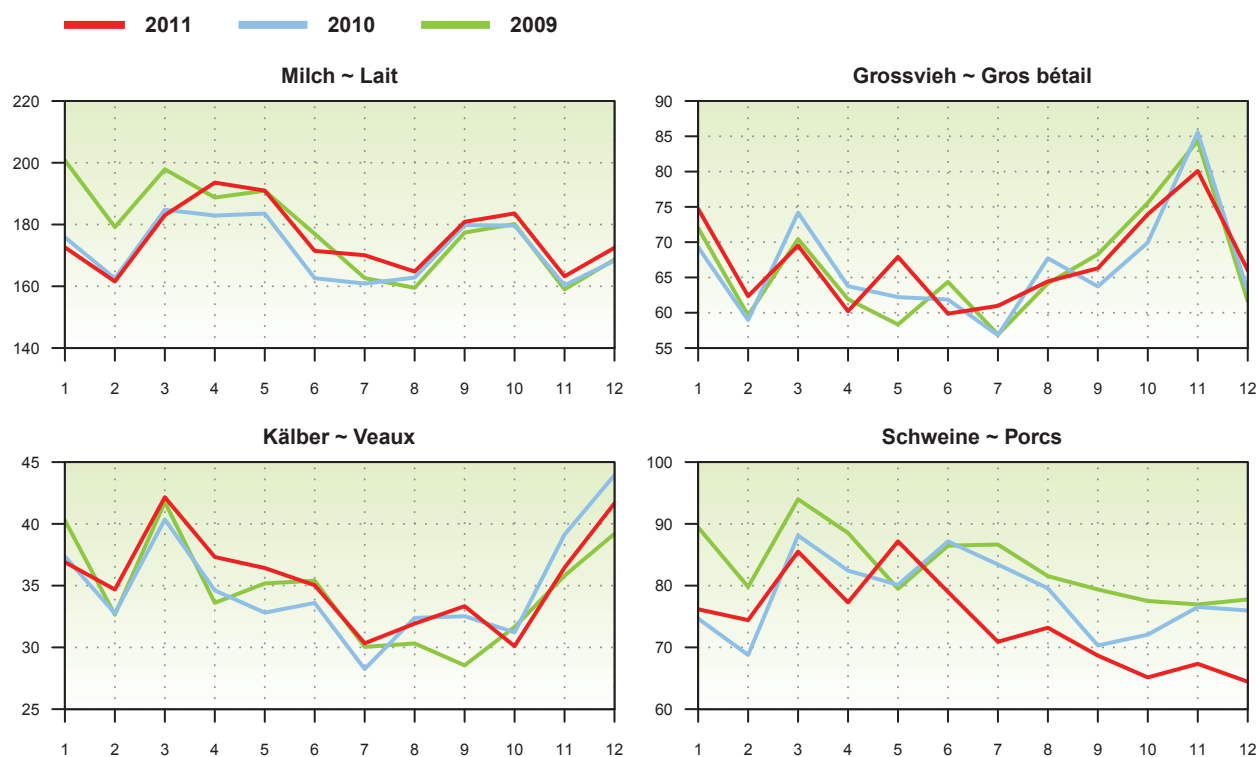 2011 2010 2009
Milch ~ Lait
220
200
180
160
140
1 2 3 4 5 6 7 8 9 10 11 12
Grossvieh ~ Gros bétail
90
85
80
75
70
65
60
55
1 2 3 4 5 6 7 8 9 10 11 12
Kälber ~ Veaux
45
40
35
30
25
1 2 3 4 5 6 7 8 9 10 11 12
Schweine ~ Porcs
100
90
80
70
60
1 2 3 4 5 6 7 8 9 10 11 12